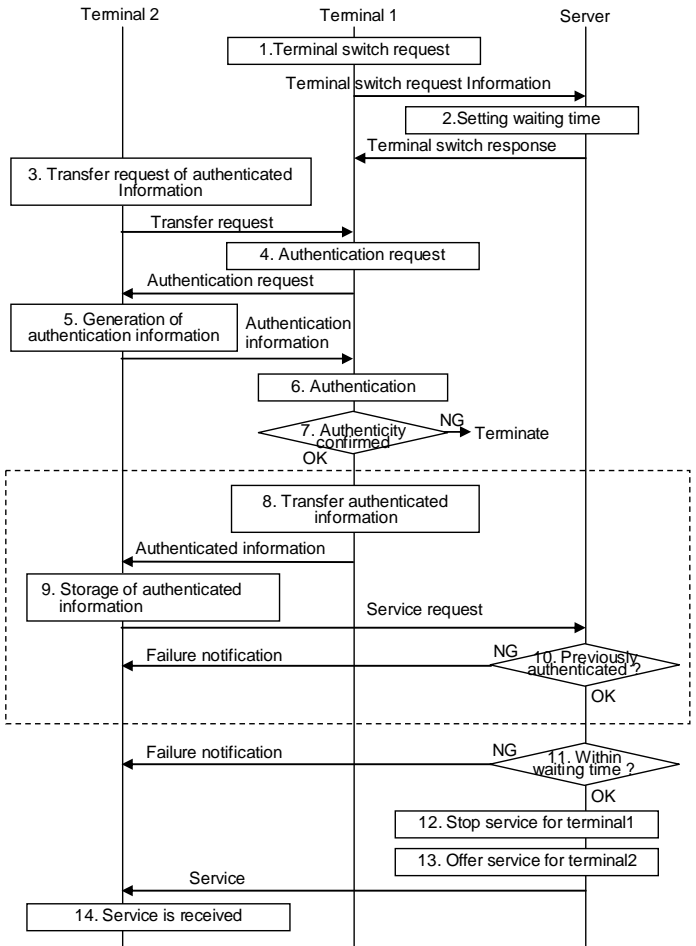 Terminal 2
Terminal 1
Server
1.Terminal switch request
Terminal switch request Information
2.Setting waiting time
Terminal switch response
3. Transfer request of authenticated
Information
Transfer request
4. Authentication request
Authentication request
5. Generation of
authentication information
Authentication
information
6. Authentication
7. Authenticity
confirmed
NG
Terminate
OK
8. Transfer authenticated
information
Authenticated information
9. Storage of authenticated
information
Service request
10. Previously
authenticated ?
NG
Failure notification
OK
11. Within
waiting time ?
NG
Failure notification
OK
12. Stop service for terminal1
13. Offer service for terminal2
Service
14. Service is received